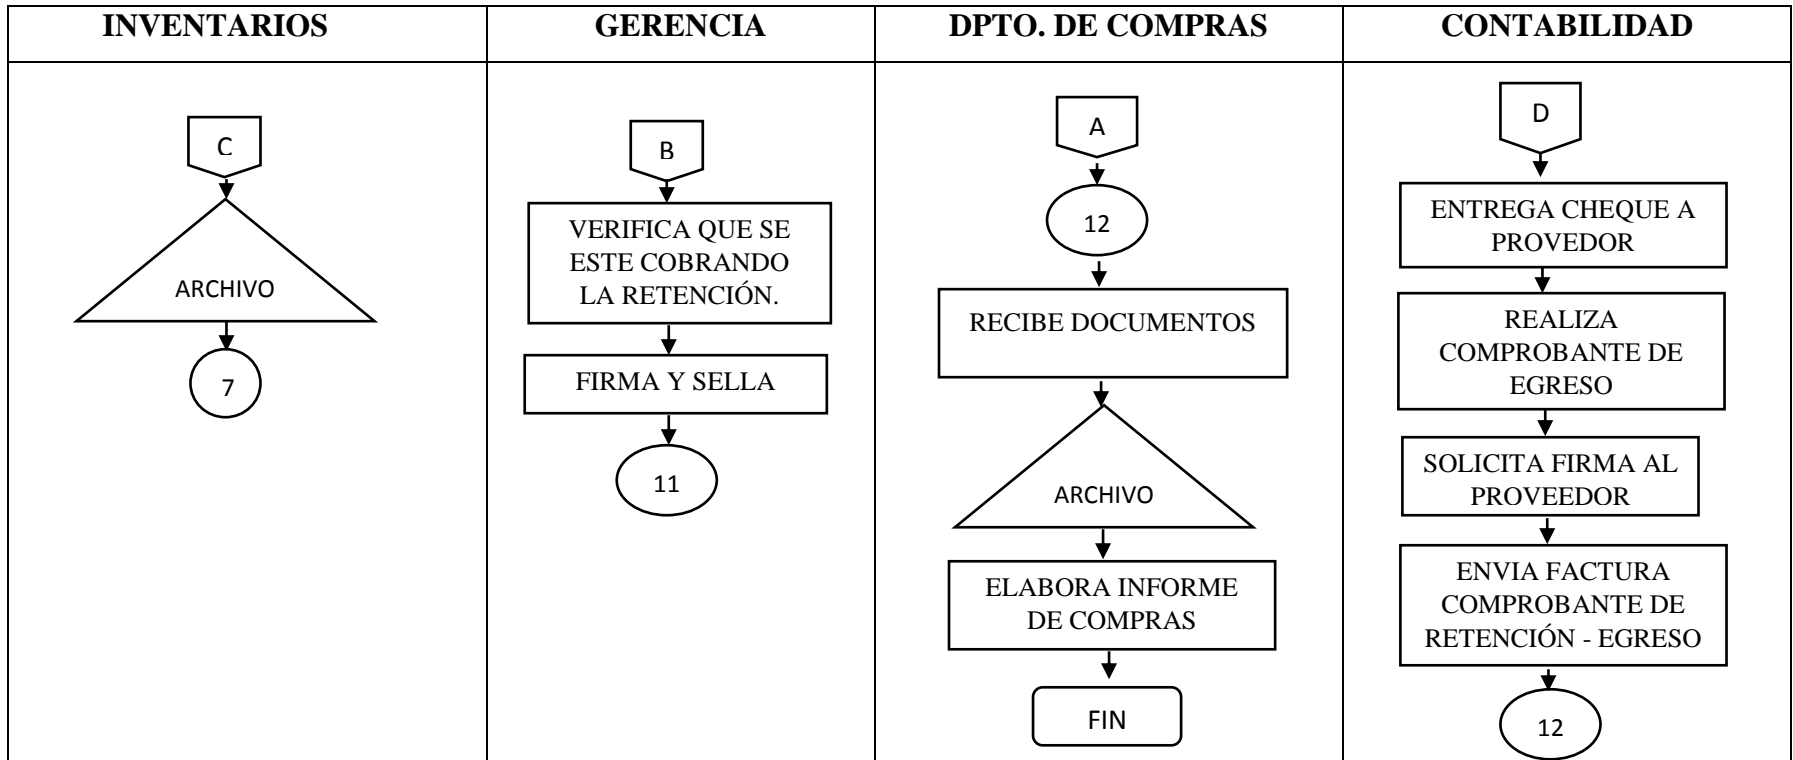 INVENTARIOS
GERENCIA
DPTO. DE COMPRAS
CONTABILIDAD
C
ARCHIVO
7
B
VERIFICA QUE SE
ESTE COBRANDO
LA RETENCIÓN.
FIRMA Y SELLA
11
A
12
RECIBE DOCUMENTOS
ARCHIVO
ELABORA INFORME
DE COMPRAS
FIN
D
ENTREGA CHEQUE A
PROVEDOR
REALIZA
COMPROBANTE DE
EGRESO
SOLICITA FIRMA AL
PROVEEDOR
ENVIA FACTURA
COMPROBANTE DE
RETENCIÓN - EGRESO
12